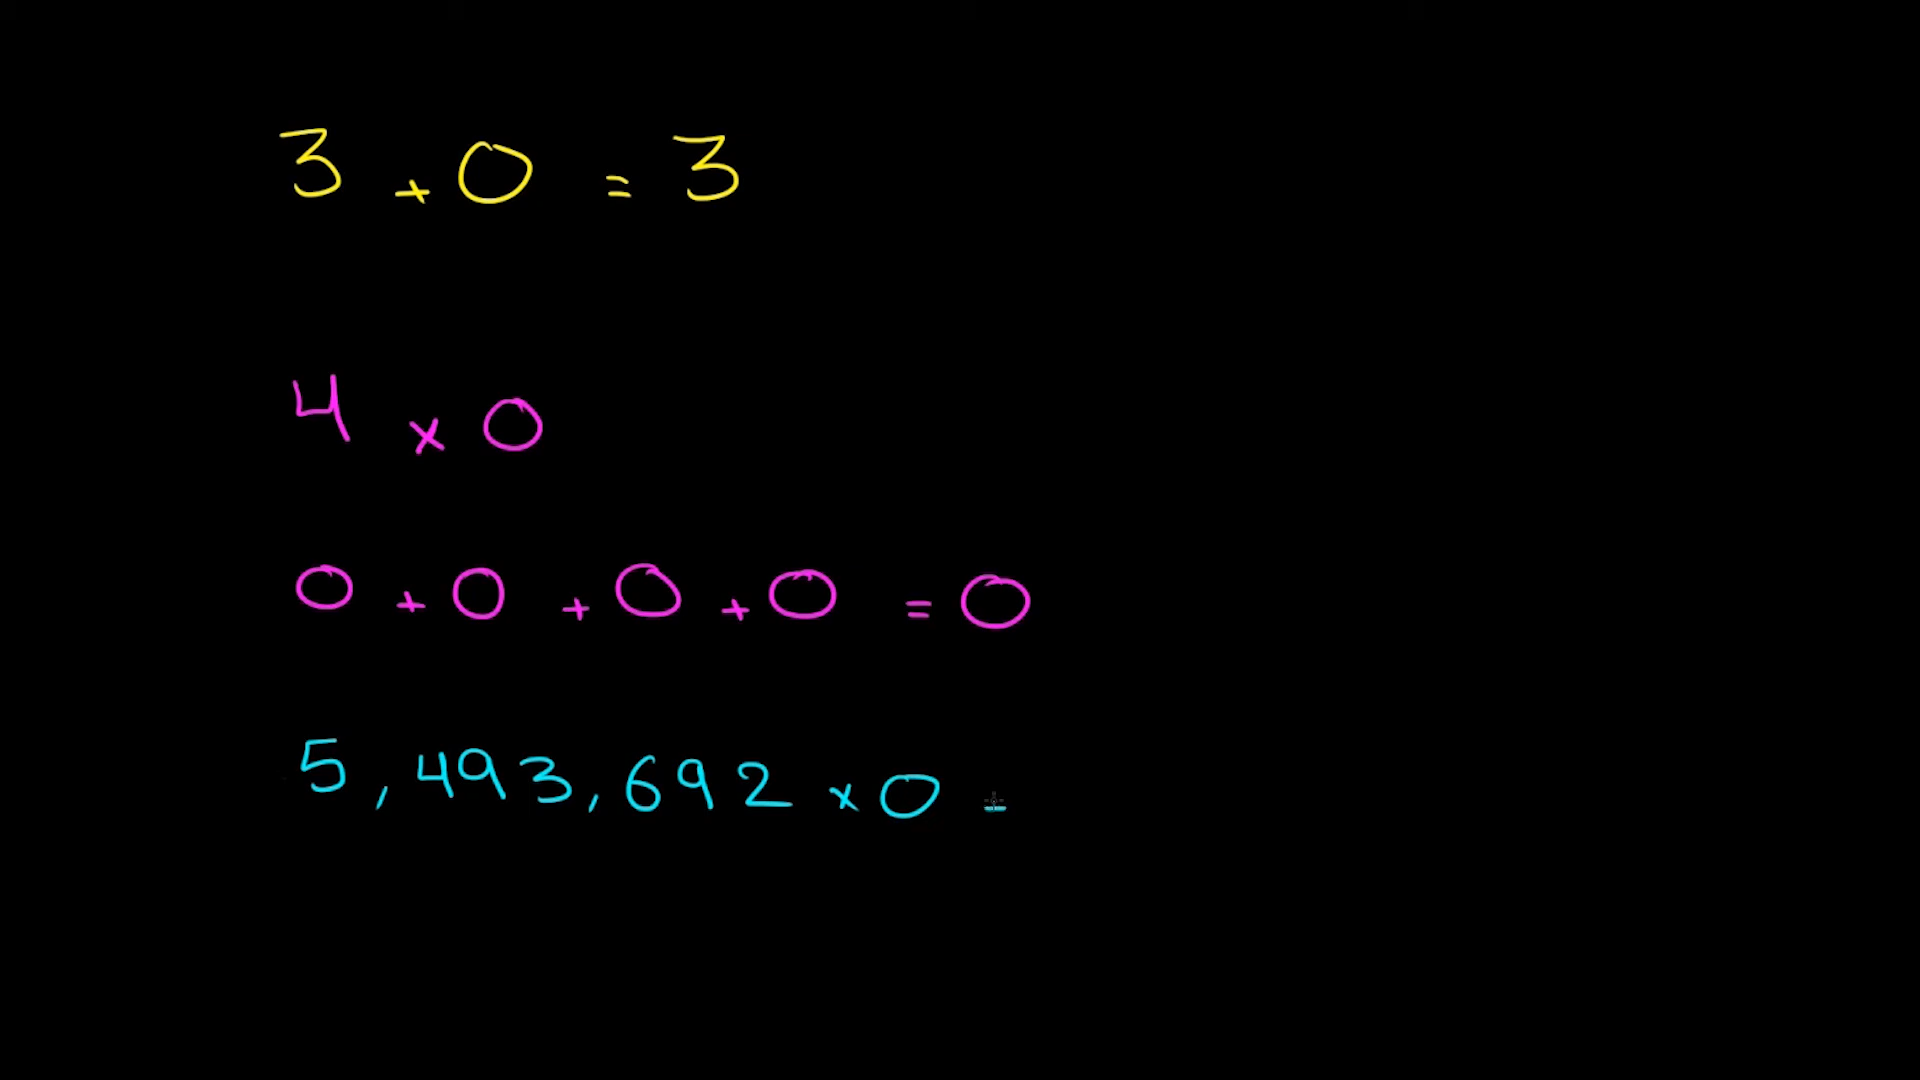 3 + 0 = 3
4 x 0
0 + 0 + 0 + 0 = 0
5,493,692 x 0 =